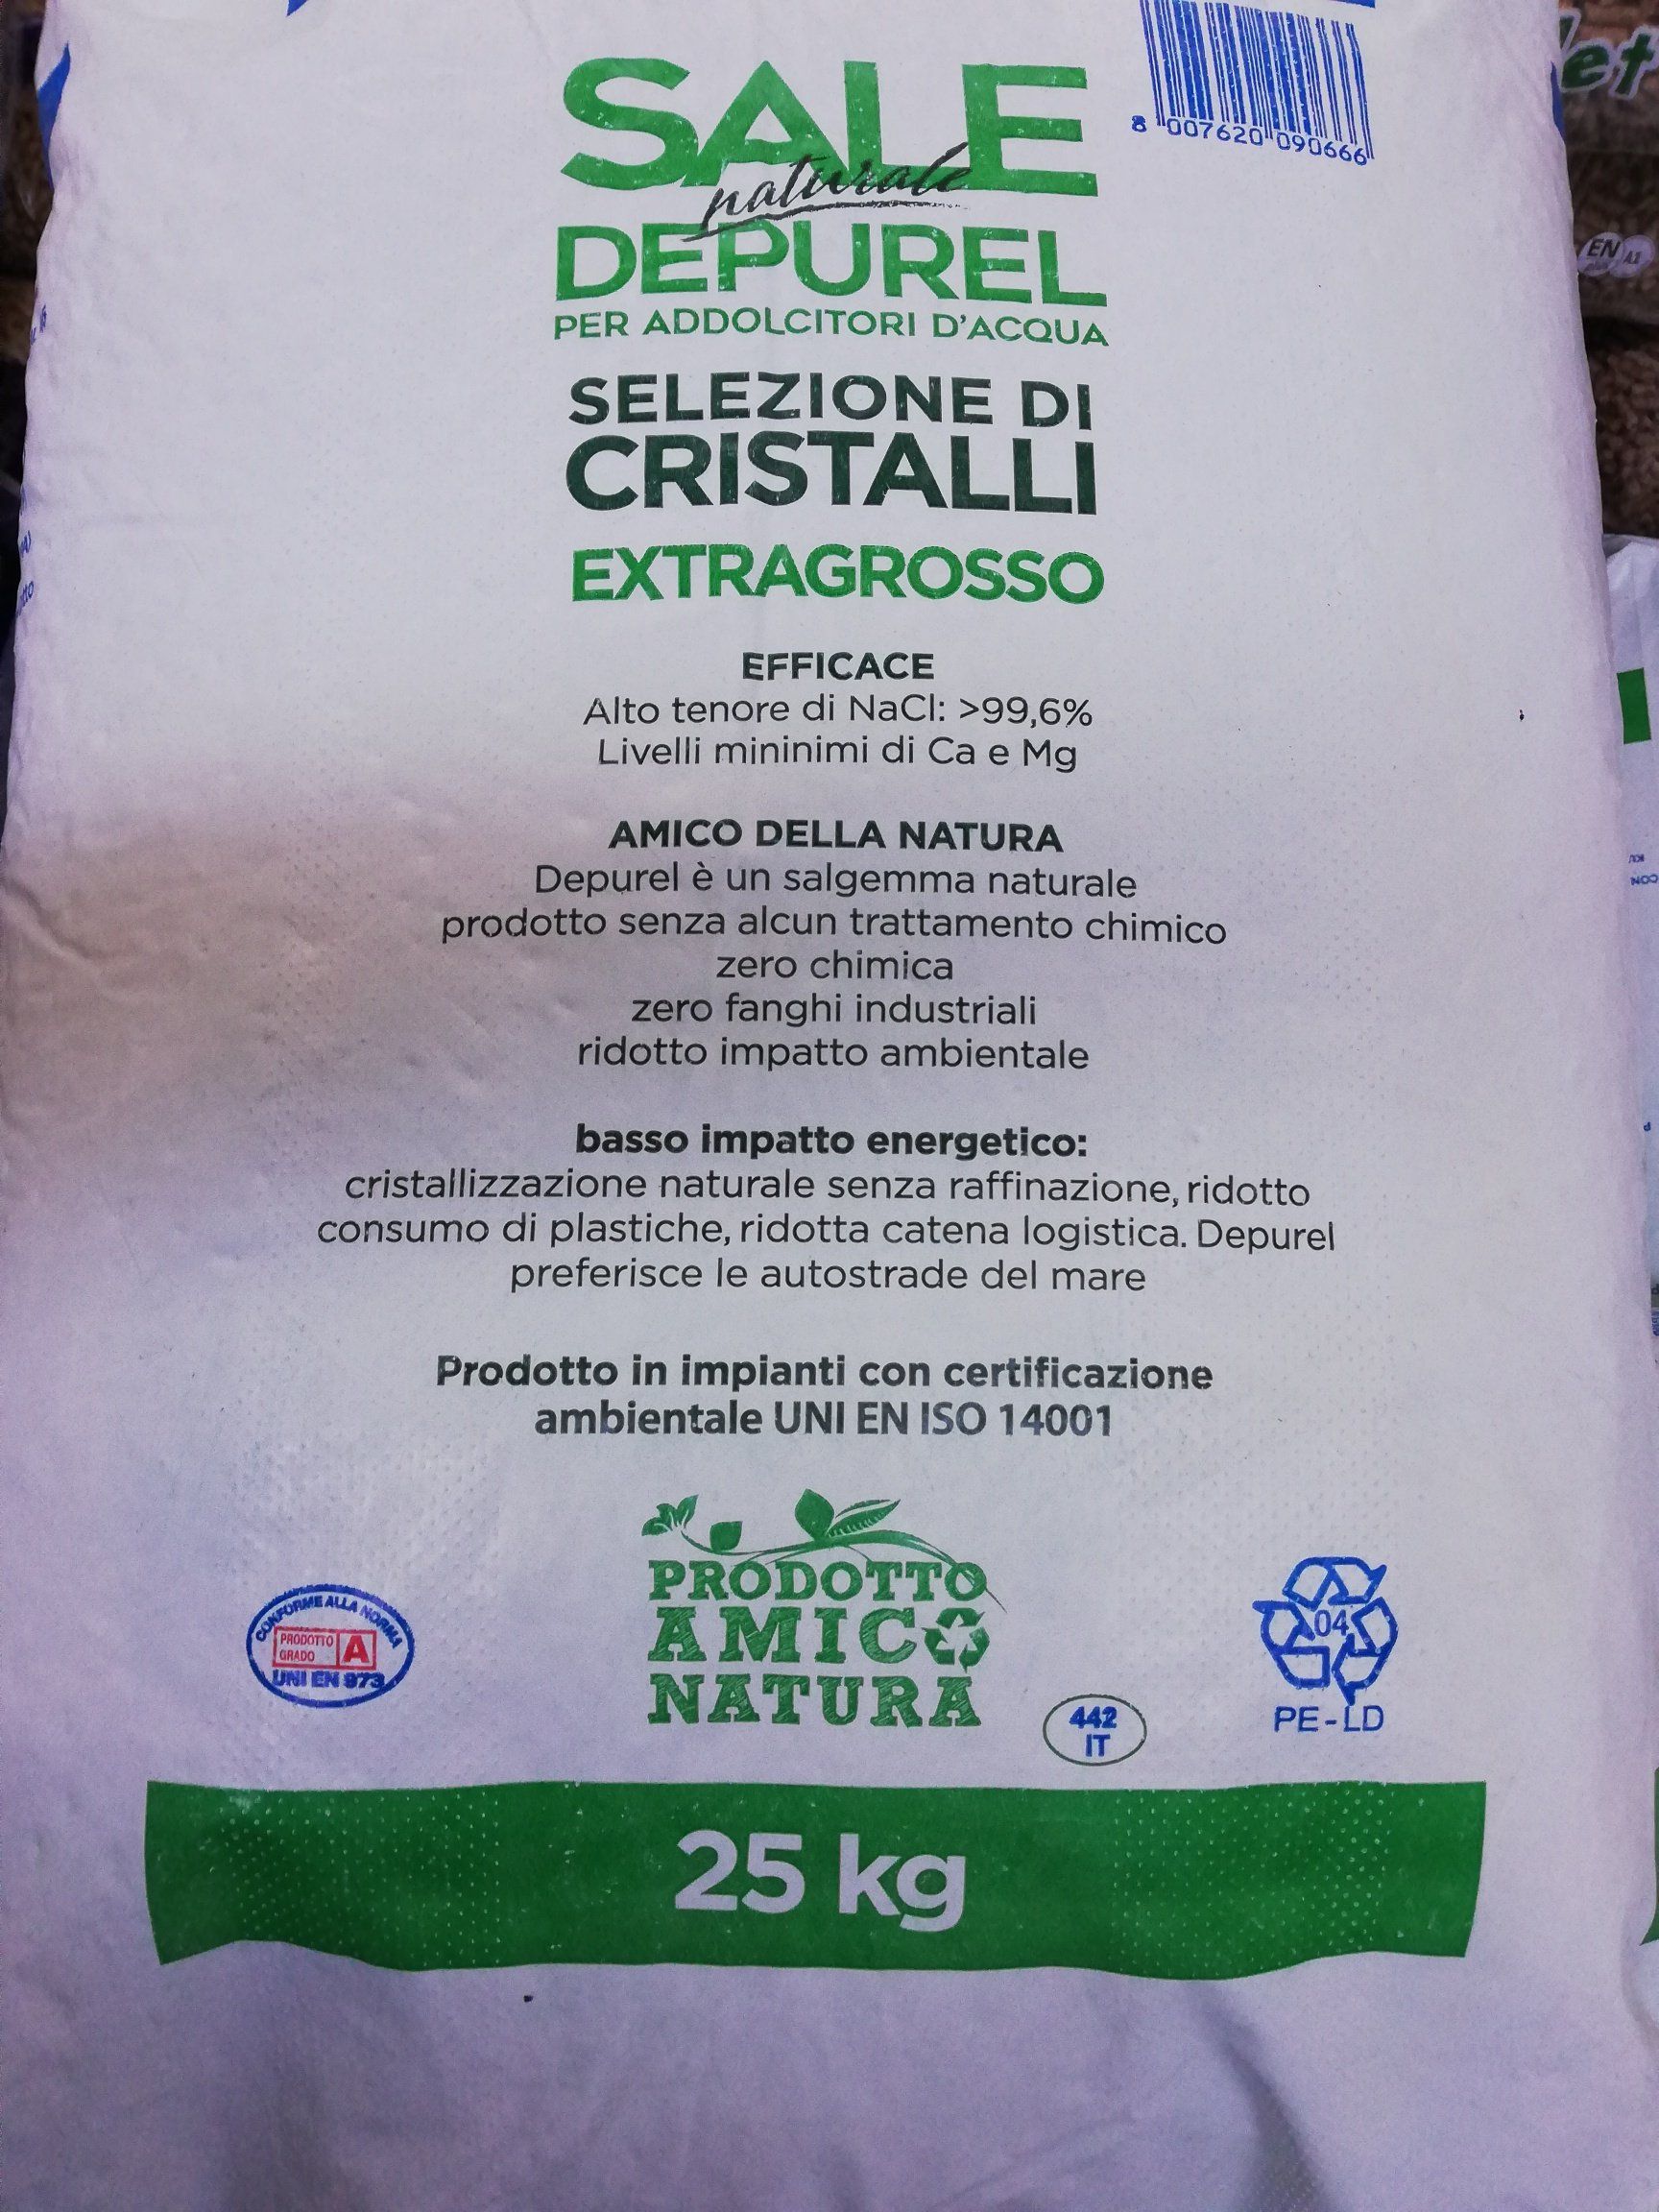 8 007620 090666
SALE
naturale
DEPUREL
PER ADDOLCITORI D'ACQUA
SELEZIONE DI
CRISTALLI
EXTRAGROSSO
EFFICACE
Alto tenore di NaCl: >99,6%
Livelli mininimi di Ca e Mg
AMICO DELLA NATURA
Depurel è un salgemma naturale
prodotto senza alcun trattamento chimico
zero chimica
zero fanghi industriali
ridotto impatto ambientale
basso impatto energetico:
cristallizzazione naturale senza raffinazione, ridotto
consumo di plastiche, ridotta catena logistica. Depurel
preferisce le autostrade del mare
Prodotto in impianti con certificazione
ambientale UNI EN ISO 14001
PRODOTTO
AMICO
NATURA
CONFORME ALLA NORMA
PRODOTTO
GRADO A
UNI EN 973
442
IT
04
PE-LD
25 kg
et
EN
A1